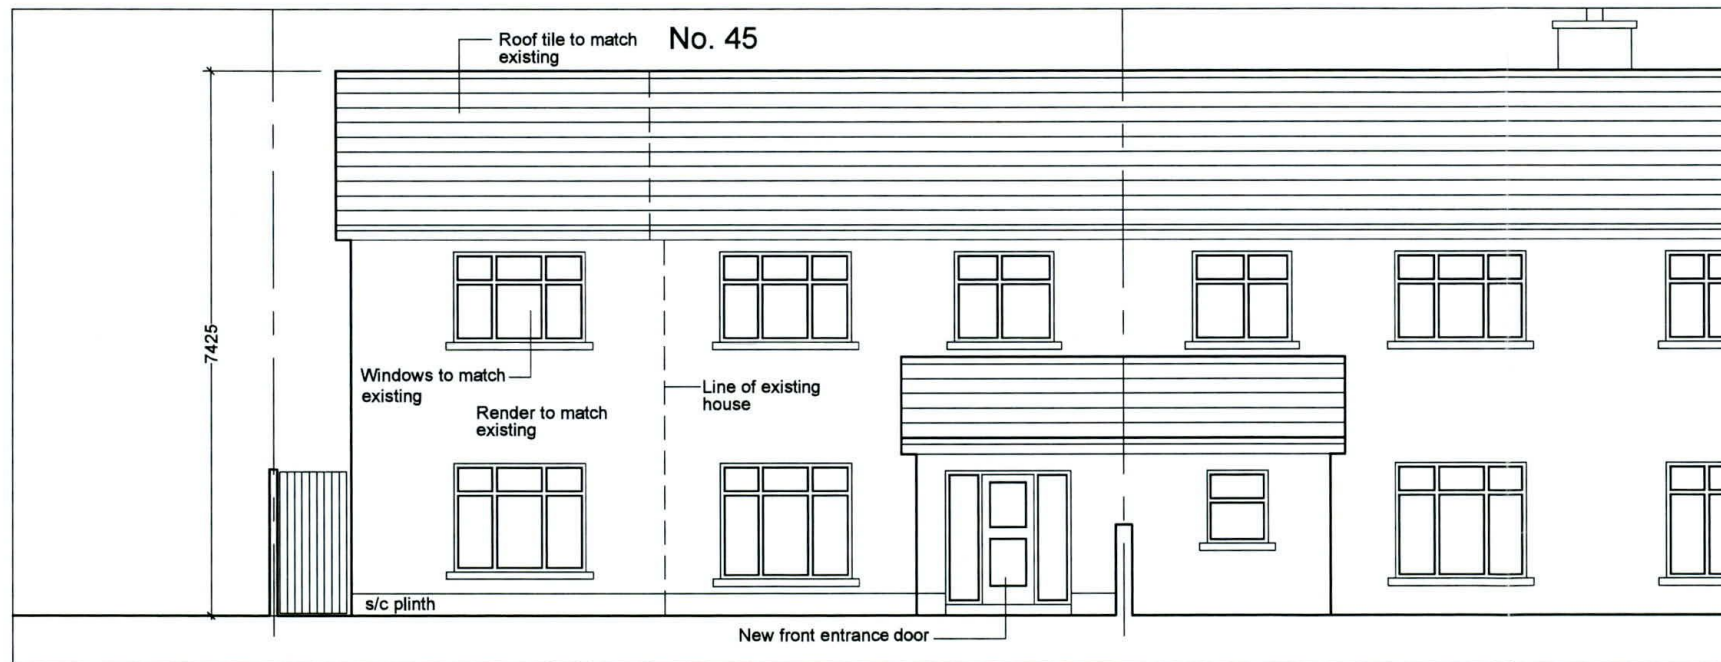 No. 45
Roof tile to match
existing
7425
Windows to match
existing
Render to match
existing
Line of existing
house
s/c plinth
New front entrance door